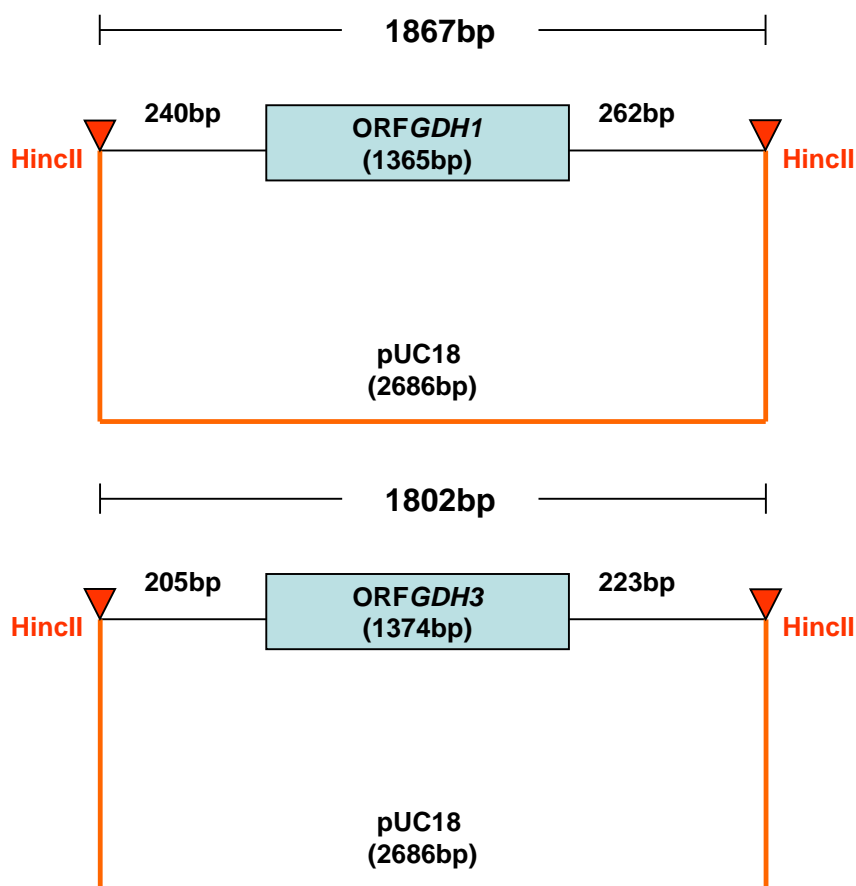 1867bp
240bp
262bp
ORFGDH1
(1365bp)
HincII
HincII
pUC18
(2686bp)
1802bp
205bp
223bp
ORFGDH3
(1374bp)
HincII
HincII
pUC18
(2686bp)